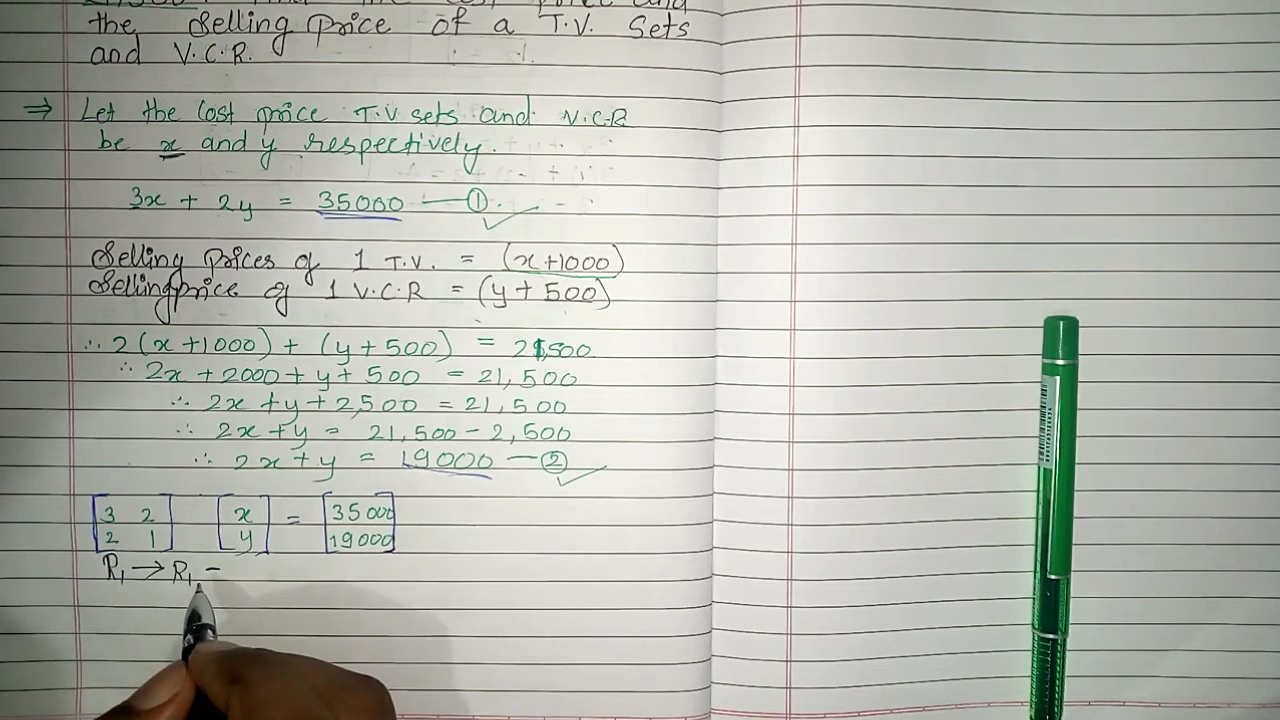 the Selling price of a T.V. Sets
and V.C.R.
⇒ Let the Cost price T.V sets and V.C.R
be x and y respectively.
3x + 2y = 35000 — ①.
Selling prices of 1 T.V. = (x+1000)
Selling price of 1 V.C.R = (y + 500)
∴ 2(x+1000) + (y+500) = 21,500
∴ 2x + 2000 + y + 500 = 21,500
∴ 2x + y + 2,500 = 21,500
∴ 2x + y = 21,500 - 2,500
∴ 2x + y = 19000 — ②
[3 2] [x] = [35000]
[2 1] [y] [19000]
R₁ → R₁ -